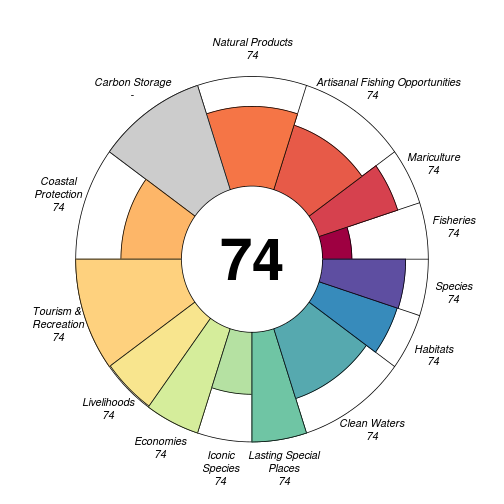 Natural Products
74
Artisanal Fishing Opportunities
74
Mariculture
74
Fisheries
74
Species
74
Habitats
74
Clean Waters
74
Lasting Special
Places
74
Iconic
Species
74
Economies
74
Livelihoods
74
Tourism &
Recreation
74
Coastal
Protection
74
Carbon Storage
-
74